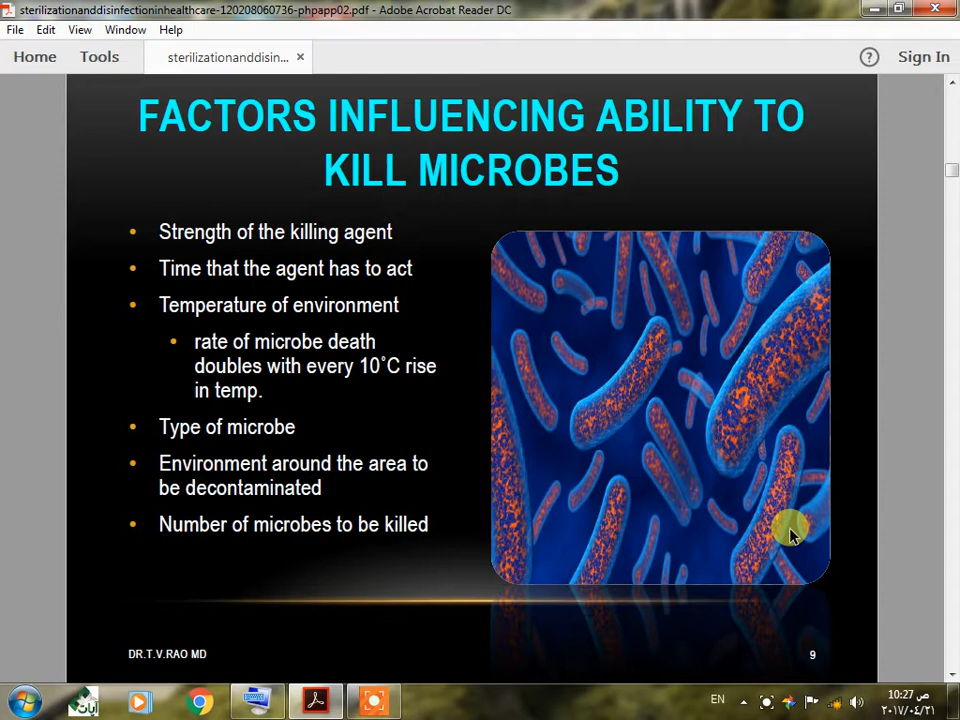 sterilizationanddisinfectioninhealthcare-120208060736-phpapp02.pdf - Adobe Acrobat Reader DC
File Edit View Window Help
Home Tools sterilizationanddisin... × ? Sign In
FACTORS INFLUENCING ABILITY TO
KILL MICROBES
• Strength of the killing agent
• Time that the agent has to act
• Temperature of environment
• rate of microbe death
doubles with every 10˚C rise
in temp.
• Type of microbe
• Environment around the area to
be decontaminated
• Number of microbes to be killed
DR.T.V.RAO MD
9
آيات
EN
10:27 ص
٢٠١٧/٠٤/٢١